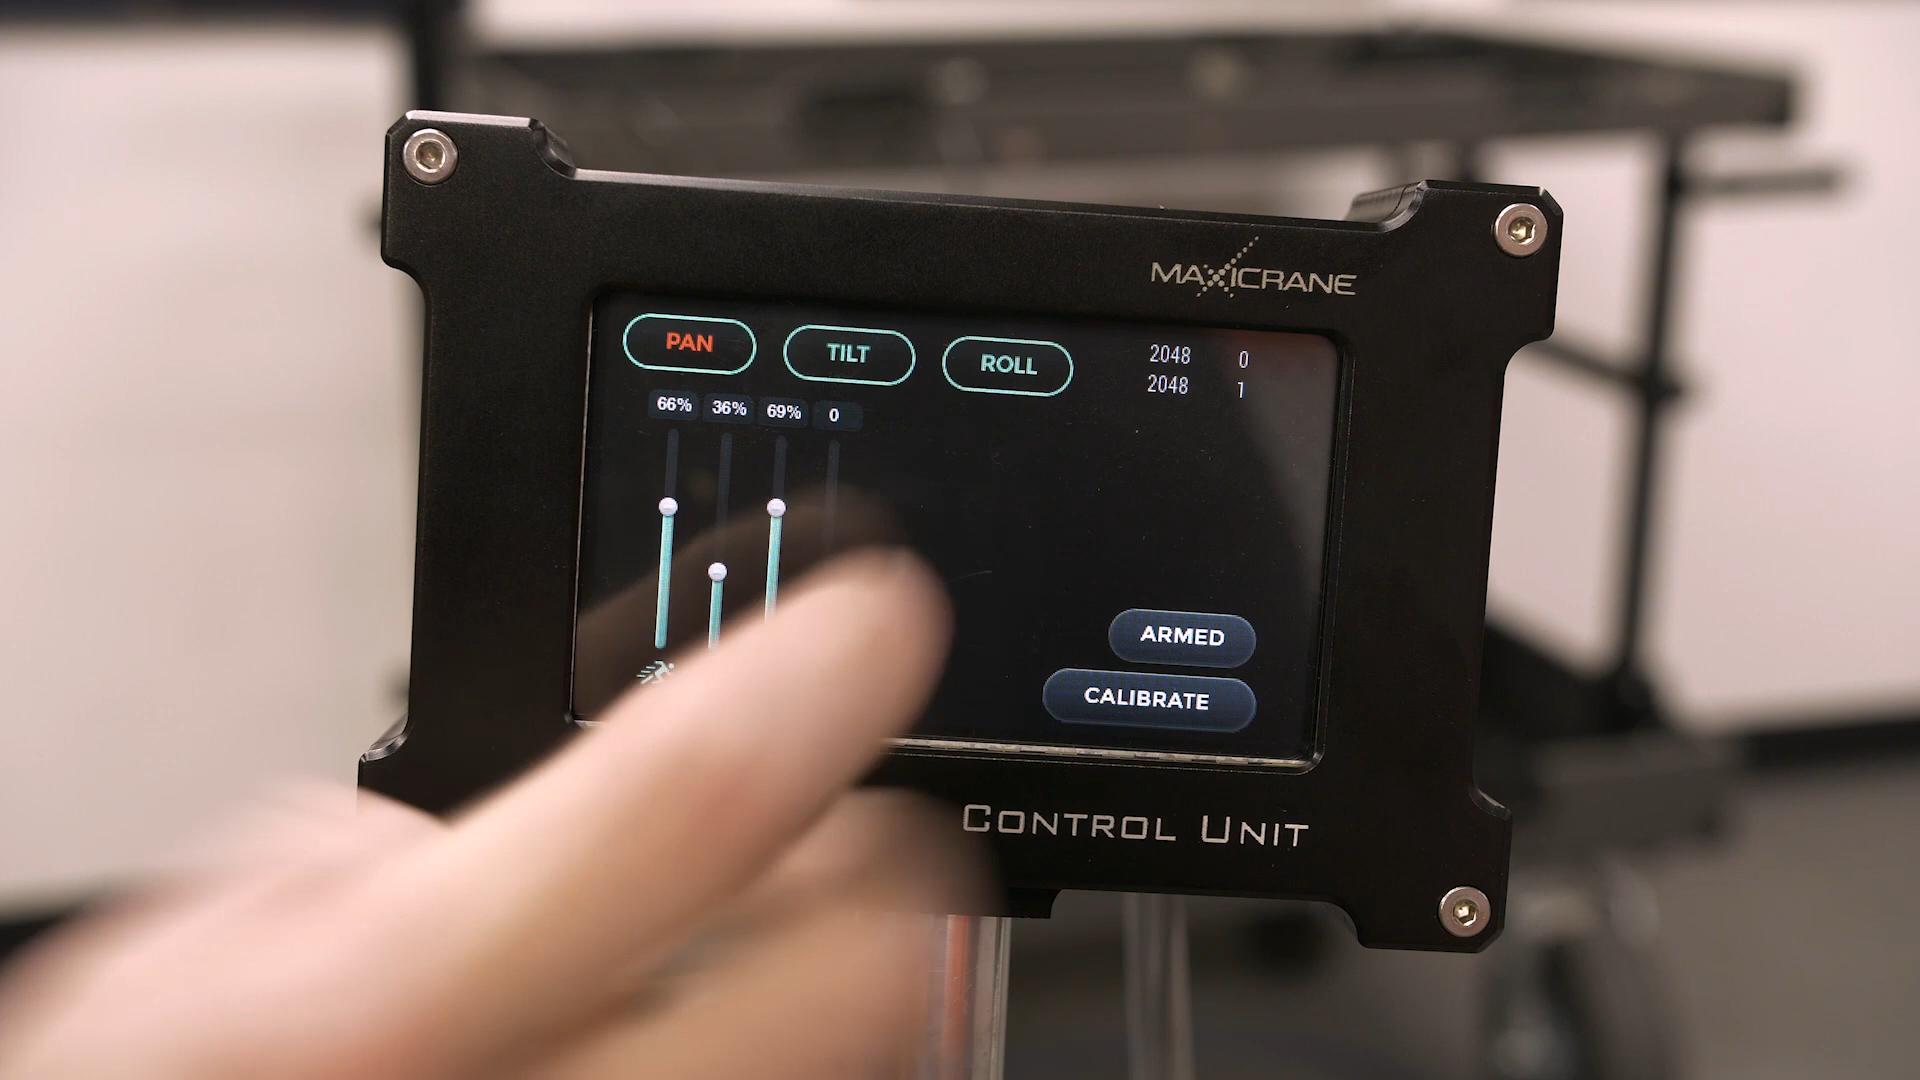 MAXICRANE
PAN TILT ROLL 2048 0
2048 1
66% 36% 69% 0
ARMED
CALIBRATE
CONTROL UNIT